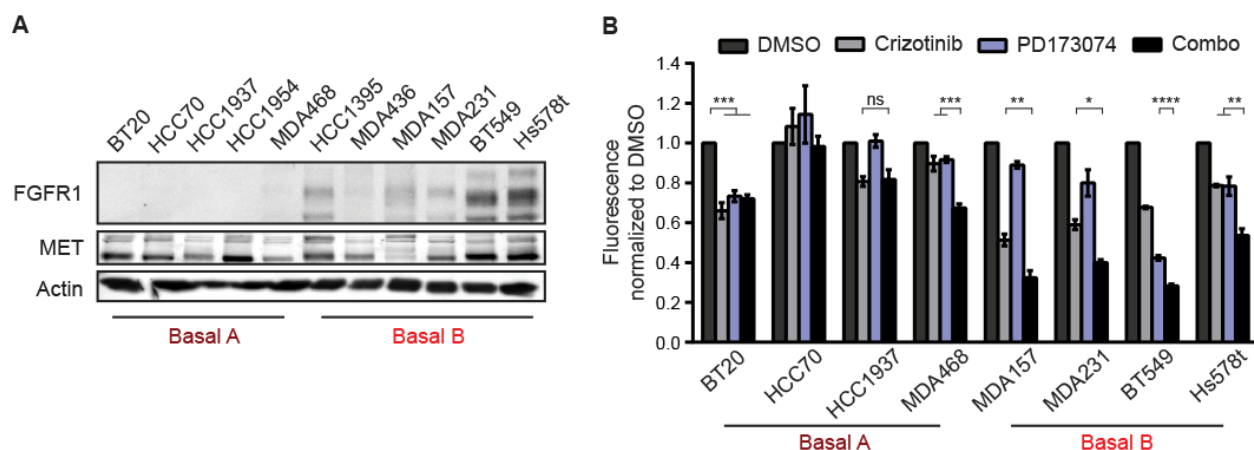 A
BT20
HCC70
HCC1937
HCC1954
MDA468
HCC1395
MDA436
MDA157
MDA231
BT549
Hs578t
FGFR1
MET
Actin
Basal A
Basal B
B
DMSO
Crizotinib
PD173074
Combo
Fluorescence
normalized to DMSO
1.4
1.2
1.0
0.8
0.6
0.4
0.2
0.0
***
ns
***
**
*
****
**
BT20
HCC70
HCC1937
MDA468
MDA157
MDA231
BT549
Hs578t
Basal A
Basal B